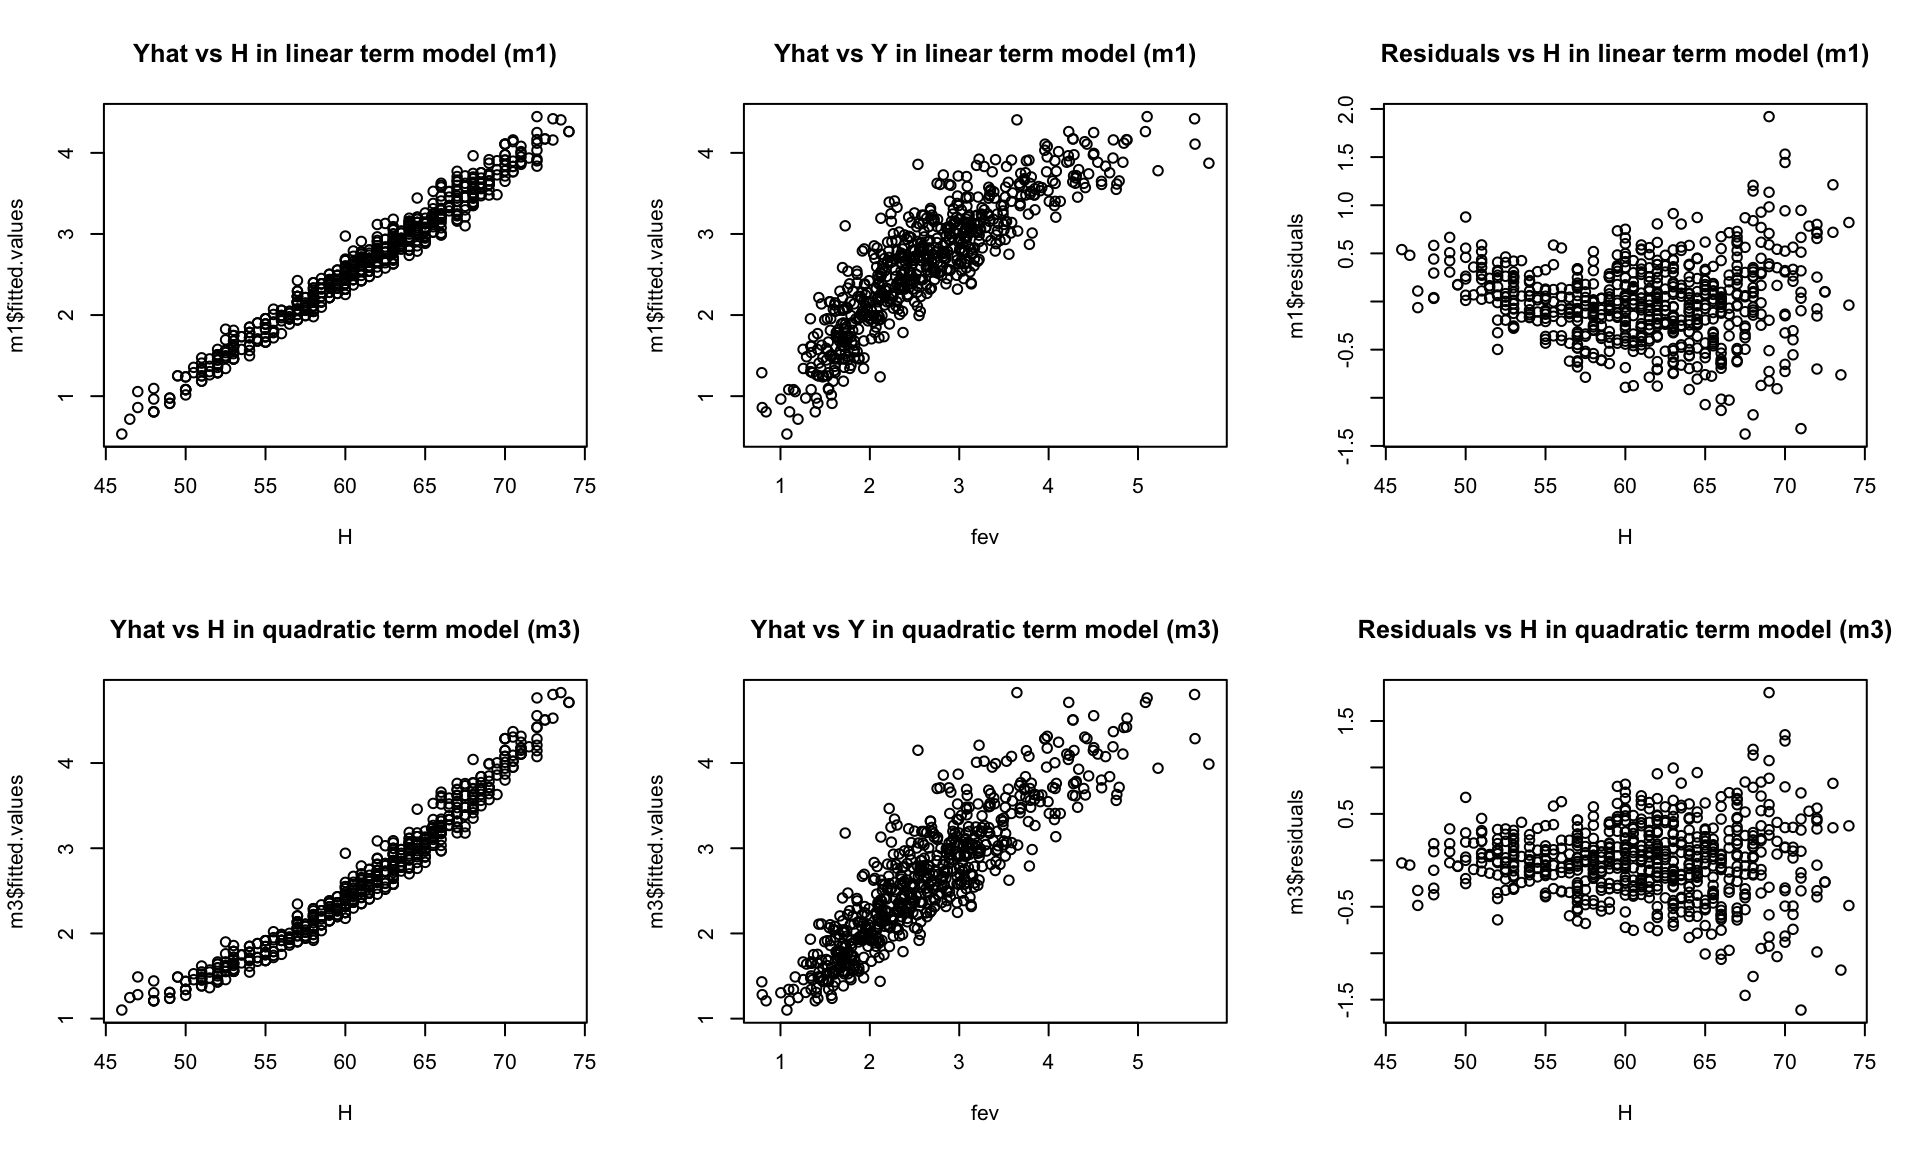 Yhat vs H in linear term model (m1)
m1$fitted.values
4
3
2
1
45 50 55 60 65 70 75
H
Yhat vs Y in linear term model (m1)
m1$fitted.values
4
3
2
1
1 2 3 4 5
fev
Residuals vs H in linear term model (m1)
m1$residuals
2.0
1.5
1.0
0.5
-0.5
-1.5
45 50 55 60 65 70 75
H
Yhat vs H in quadratic term model (m3)
m3$fitted.values
4
3
2
1
45 50 55 60 65 70 75
H
Yhat vs Y in quadratic term model (m3)
m3$fitted.values
4
3
2
1
1 2 3 4 5
fev
Residuals vs H in quadratic term model (m3)
m3$residuals
1.5
0.5
-0.5
-1.5
45 50 55 60 65 70 75
H